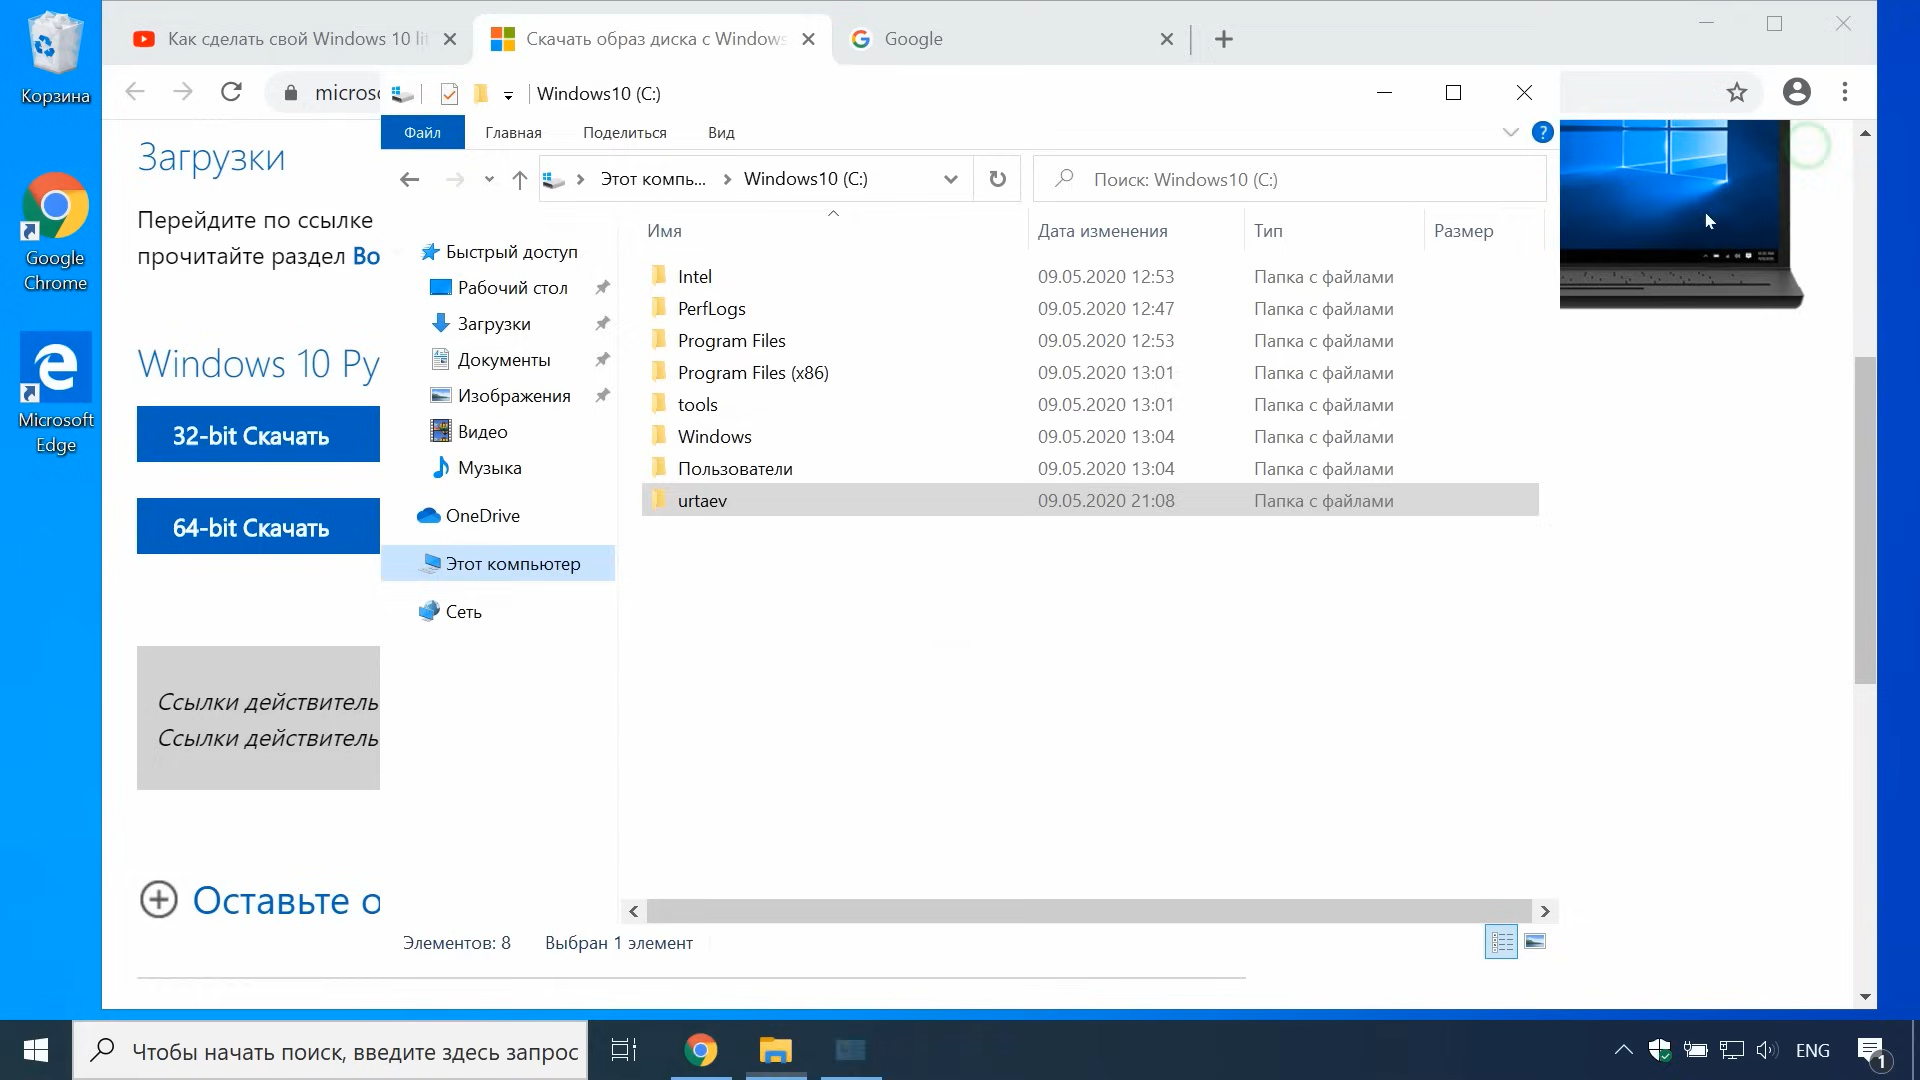 Корзина
Google
Chrome
Microsoft
Edge
Как сделать свой Windows 10 lit
Скачать образ диска с Windows
Google
micros
Windows10 (C:)
Файл
Главная
Поделиться
Вид
Этот компь...
Windows10 (C:)
Поиск: Windows10 (C:)
Загрузки
Перейдите по ссылке
прочитайте раздел Во
Windows 10 Ру
32-bit Скачать
64-bit Скачать
Ссылки действитель
Ссылки действитель
Оставьте о
Быстрый доступ
Рабочий стол
Загрузки
Документы
Изображения
Видео
Музыка
OneDrive
Этот компьютер
Сеть
Имя Дата изменения Тип Размер
Intel 09.05.2020 12:53 Папка с файлами
PerfLogs 09.05.2020 12:47 Папка с файлами
Program Files 09.05.2020 12:53 Папка с файлами
Program Files (x86) 09.05.2020 13:01 Папка с файлами
tools 09.05.2020 13:01 Папка с файлами
Windows 09.05.2020 13:04 Папка с файлами
Пользователи 09.05.2020 13:04 Папка с файлами
urtaev 09.05.2020 21:08 Папка с файлами
Элементов: 8 Выбран 1 элемент
Чтобы начать поиск, введите здесь запрос
ENG
1